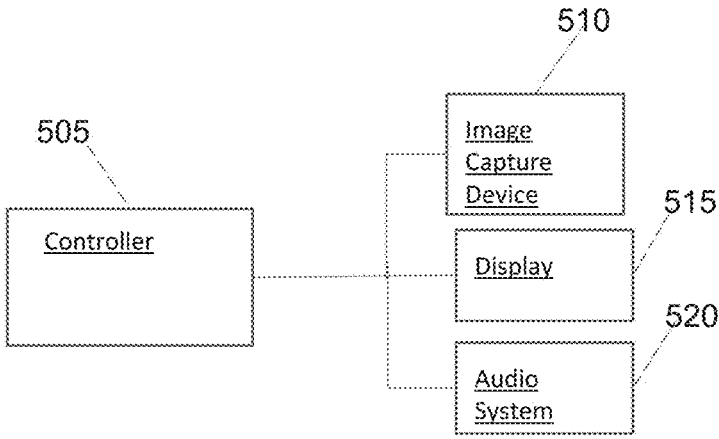 510
505
Image
Capture
Device
Controller
515
Display
520
Audio
System